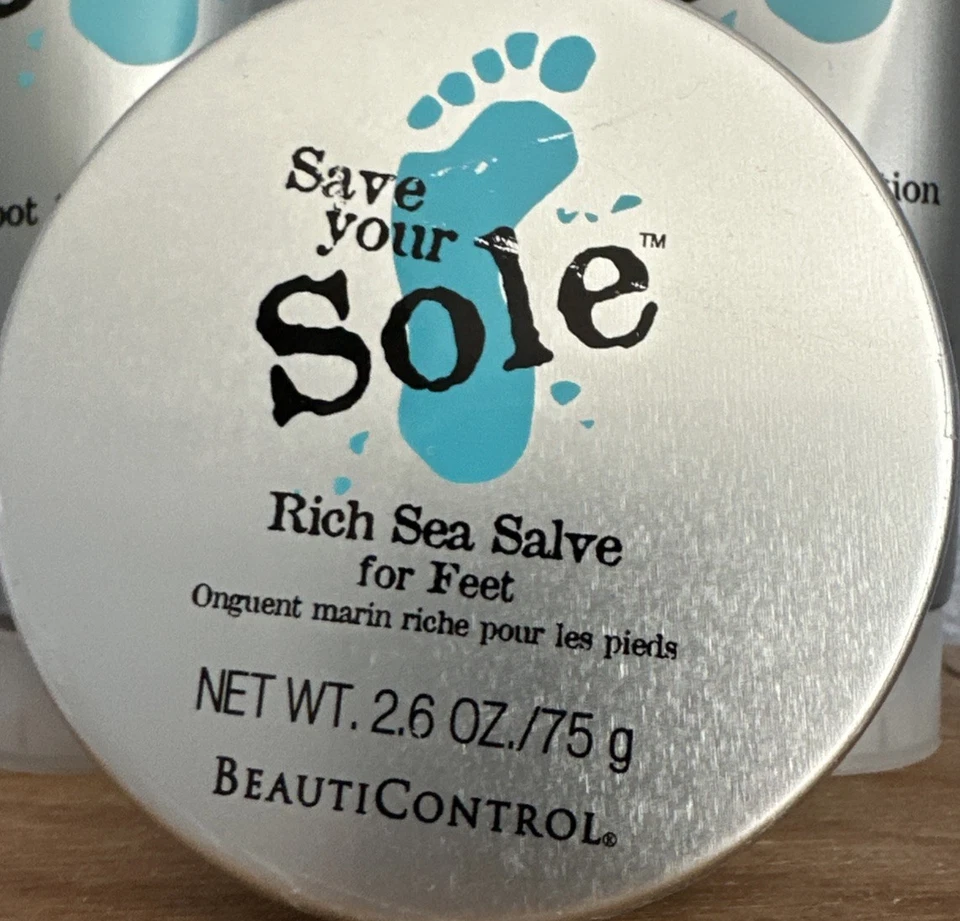 Save
your
Sole™
Rich Sea Salve
for Feet
Onguent marin riche pour les pieds
NET WT. 2.6 OZ./75 g
BEAUTICONTROL®